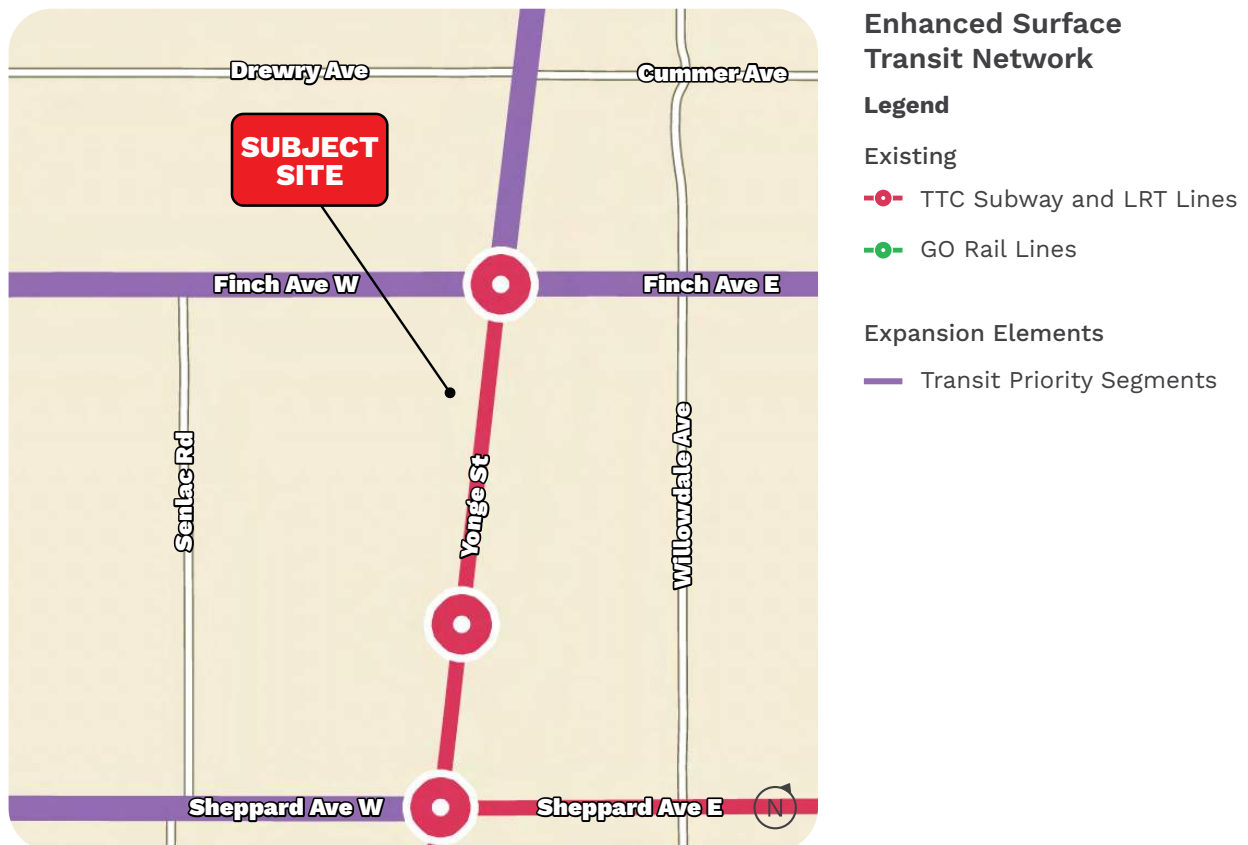 Enhanced Surface
Transit Network
Legend
Existing
TTC Subway and LRT Lines
GO Rail Lines
Expansion Elements
Transit Priority Segments
Drewry Ave
Cummer Ave
SUBJECT
SITE
Finch Ave W
Finch Ave E
Senlac Rd
Yonge St
Willowdale Ave
Sheppard Ave W
Sheppard Ave E
N